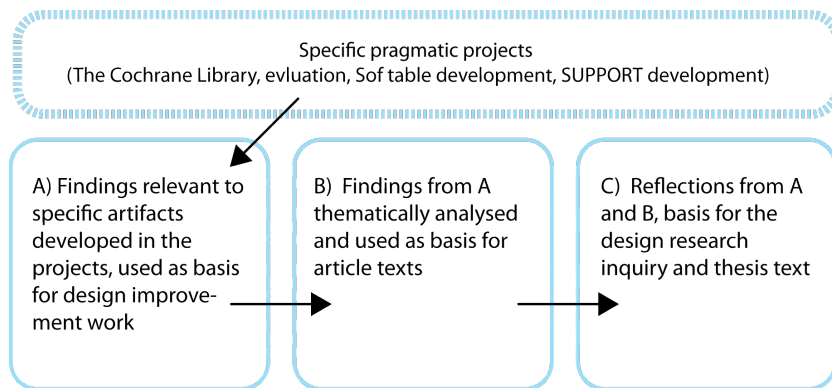 Specific pragmatic projects
(The Cochrane Library, evluation, Sof table development, SUPPORT development)
A) Findings relevant to
specific artifacts
developed in the
projects, used as basis
for design improve-
ment work
B)  Findings from A
thematically analysed
and used as basis for
article texts
C)  Reflections from A
and B, basis for the
design research
inquiry and thesis text